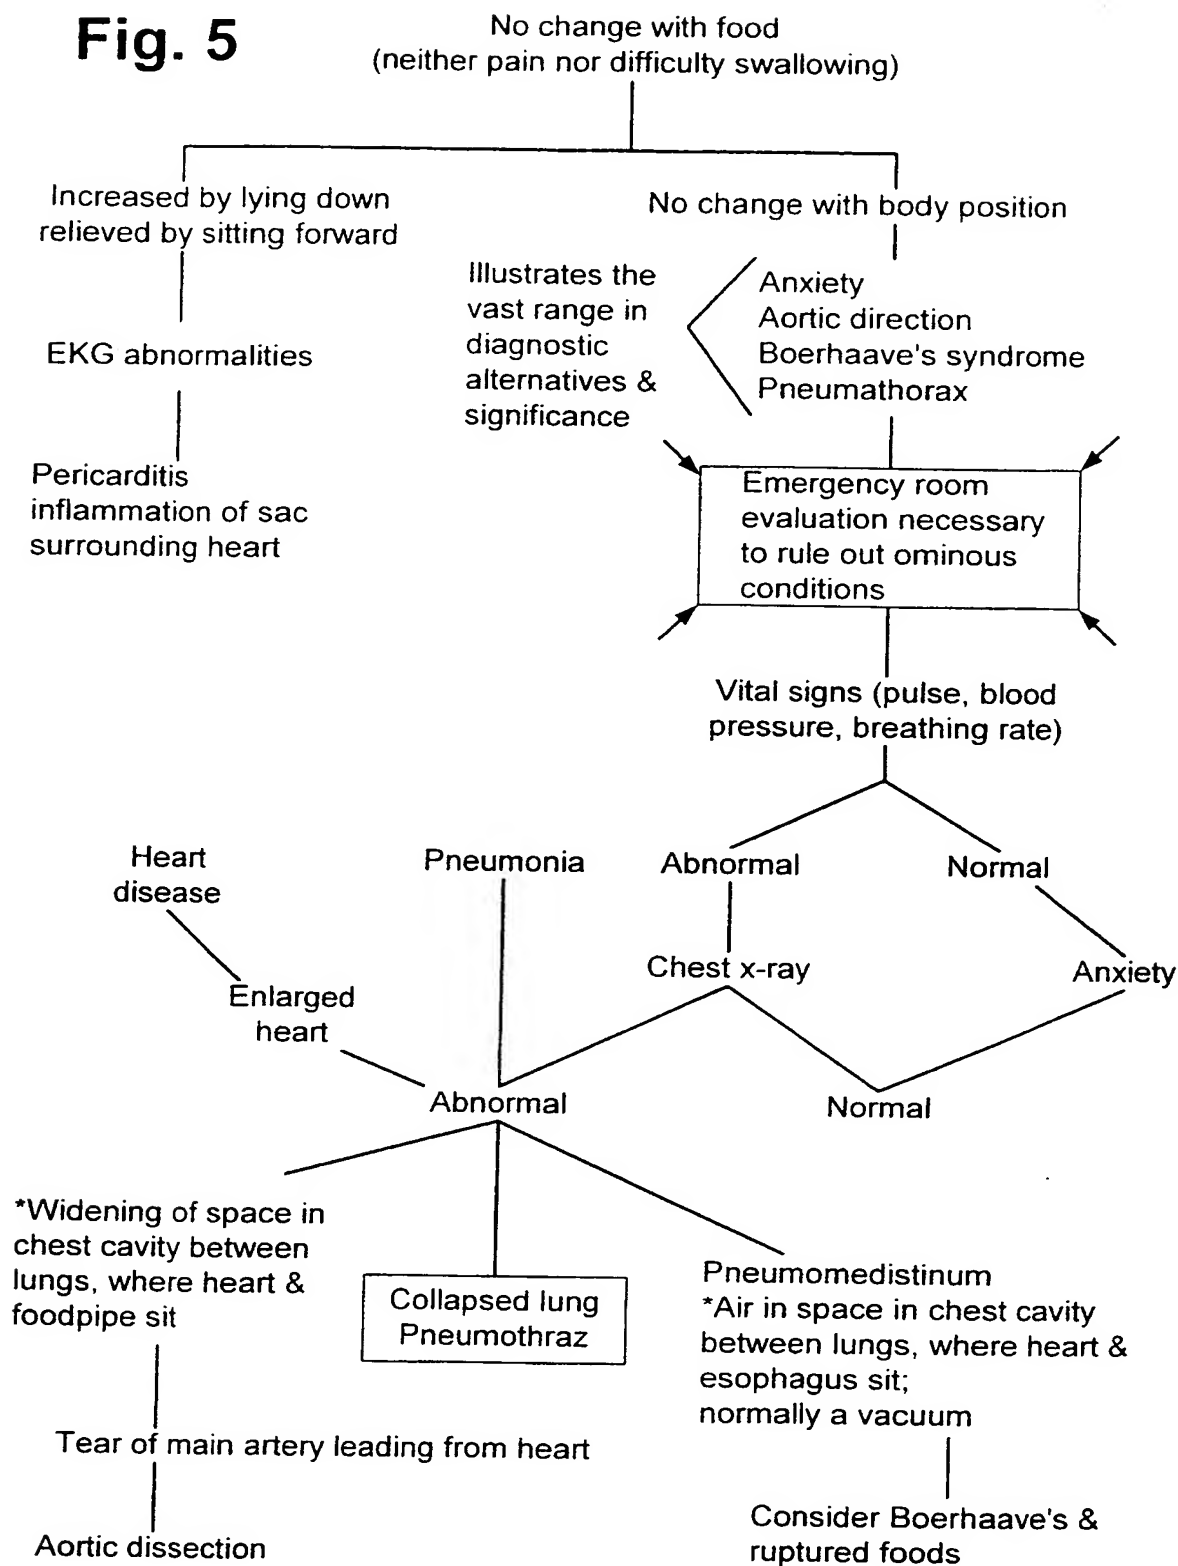 Fig. 5
No change with food
(neither pain nor difficulty swallowing)
Increased by lying down
relieved by sitting forward
No change with body position
EKG abnormalities
Pericarditis
inflammation of sac
surrounding heart
Illustrates the
vast range in
diagnostic
alternatives &
significance
Anxiety
Aortic direction
Boerhaave's syndrome
Pneumathorax
Emergency room
evaluation necessary
to rule out ominous
conditions
Vital signs (pulse, blood
pressure, breathing rate)
Heart
disease
Pneumonia
Abnormal
Normal
Enlarged
heart
Chest x-ray
Anxiety
Abnormal
Normal
*Widening of space in
chest cavity between
lungs, where heart &
foodpipe sit
Collapsed lung
Pneumothraz
Pneumomedistinum
*Air in space in chest cavity
between lungs, where heart &
esophagus sit;
normally a vacuum
Tear of main artery leading from heart
Aortic dissection
Consider Boerhaave's &
ruptured foods